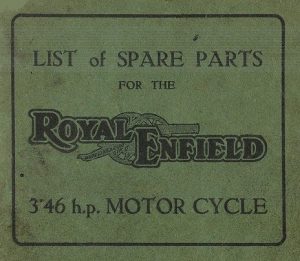 LIST of SPARE PARTS
FOR THE
ROYAL
ENFIELD
3·46 h.p. MOTOR CYCLE